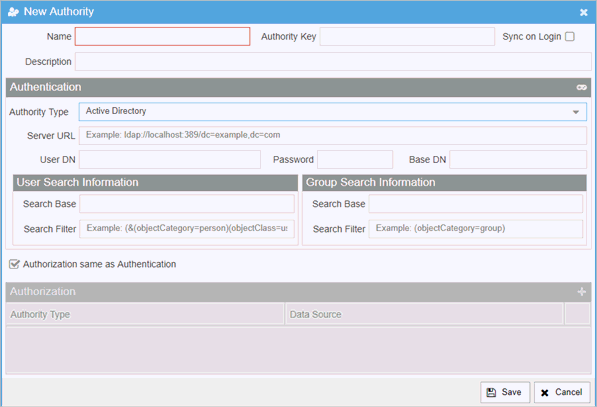 New Authority
Name Authority Key Sync on Login
Description
Authentication
Authority Type Active Directory
Server URL Example: ldap://localhost:389/dc=example,dc=com
User DN Password Base DN
User Search Information Group Search Information
Search Base Search Base
Search Filter Example: (&(objectCategory=person)(objectClass=us Search Filter Example: (objectCategory=group)
Authorization same as Authentication
Authorization
Authority Type Data Source
Save Cancel